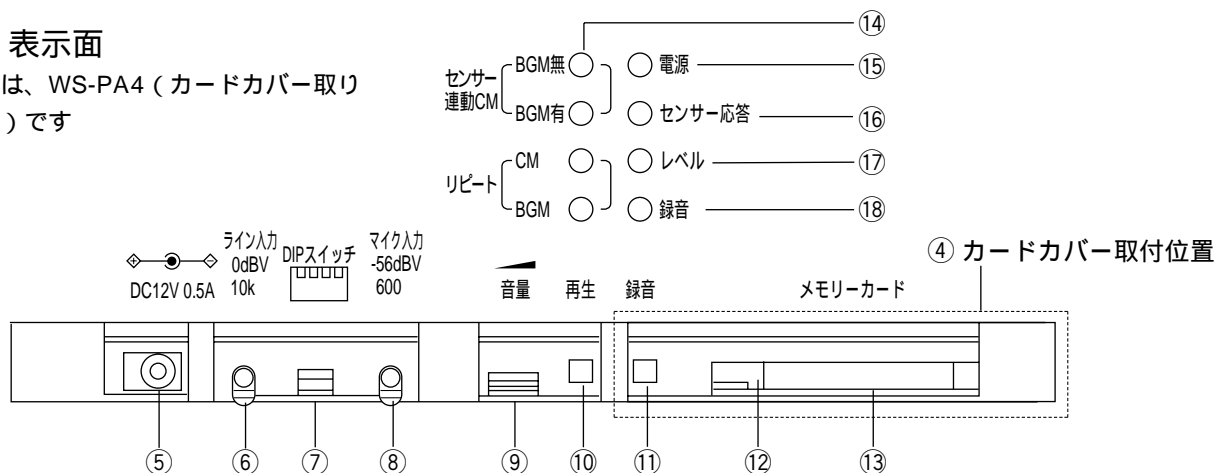 表示面
は、WS-PA4（カードカバー取り
）です
センサー
連動CM
BGM無
BGM有
リピート
CM
BGM
電源
センサー応答
レベル
録音
⑭
⑮
⑯
⑰
⑱
④ カードカバー取付位置
DC12V 0.5A
ライン入力
0dBV
10k
DIPスイッチ
マイク入力
-56dBV
600
音量
再生
録音
メモリーカード
⑤ ⑥ ⑦ ⑧ ⑨ ⑩ ⑪ ⑫ ⑬